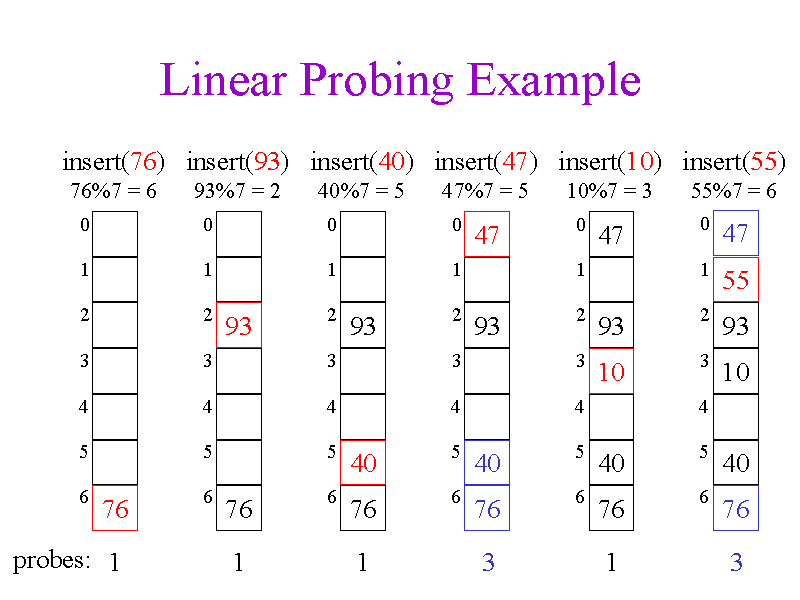 Linear Probing Example
insert(76) insert(93) insert(40) insert(47) insert(10) insert(55)
76%7 = 6 93%7 = 2 40%7 = 5 47%7 = 5 10%7 = 3 55%7 = 6
0 0 0 0 47 0 47 0 47
1 1 1 1 1 1 55
2 2 93 2 93 2 93 2 93 2 93
3 3 3 3 3 10 3 10
4 4 4 4 4 4
5 5 5 40 5 40 5 40 5 40
6 76 6 76 6 76 6 76 6 76 6 76
probes: 1 1 1 3 1 3